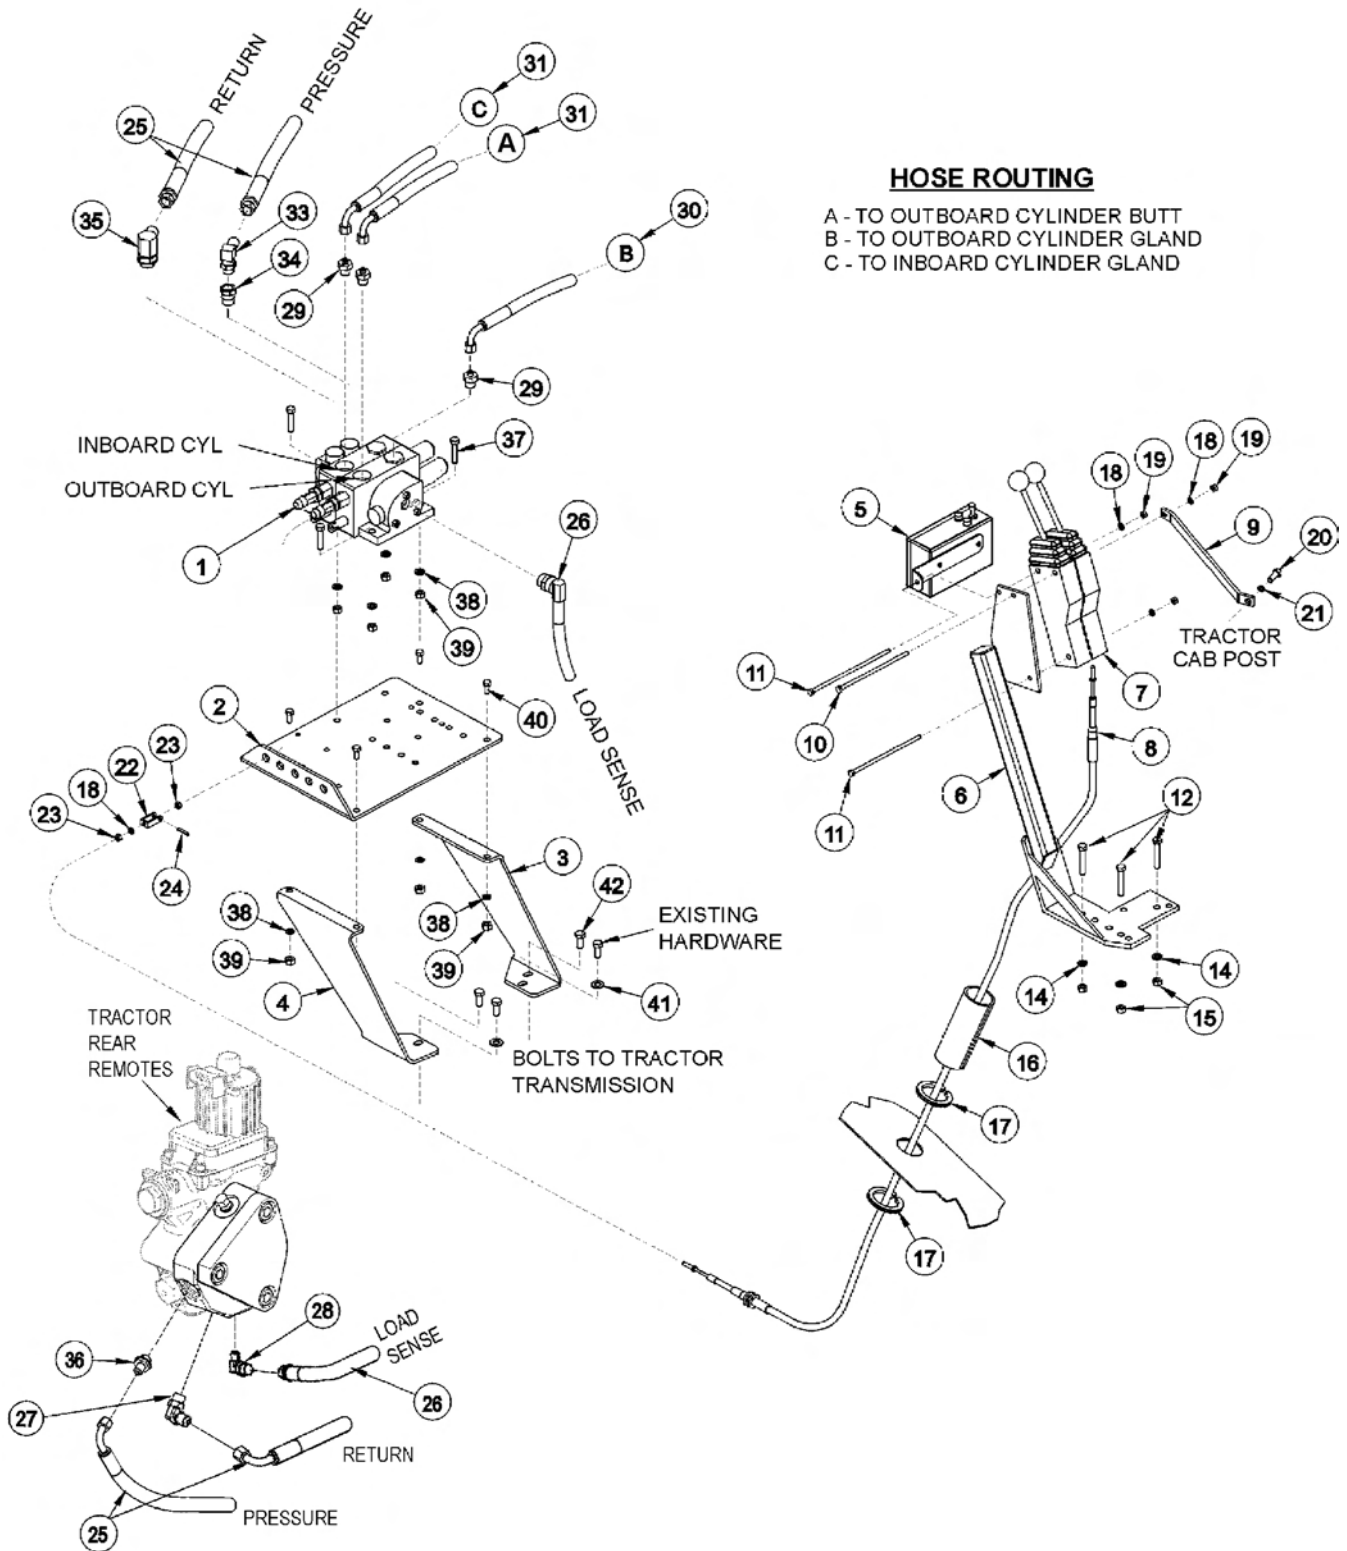 RETURN
PRESSURE
31
C
31
A
25
30
B
35
33
34
29
29
HOSE ROUTING
A - TO OUTBOARD CYLINDER BUTT
B - TO OUTBOARD CYLINDER GLAND
C - TO INBOARD CYLINDER GLAND
INBOARD CYL
OUTBOARD CYL
37
1
26
38
39
LOAD SENSE
18
19
18
19
5
9
20
21
TRACTOR
CAB POST
7
11
10
8
6
11
12
2
40
23
22
18
23
24
3
42
38
38
39
39
4
EXISTING
HARDWARE
41
14
14
15
16
BOLTS TO TRACTOR
TRANSMISSION
TRACTOR
REAR
REMOTES
17
17
28
LOAD
SENSE
36
26
27
RETURN
25
PRESSURE